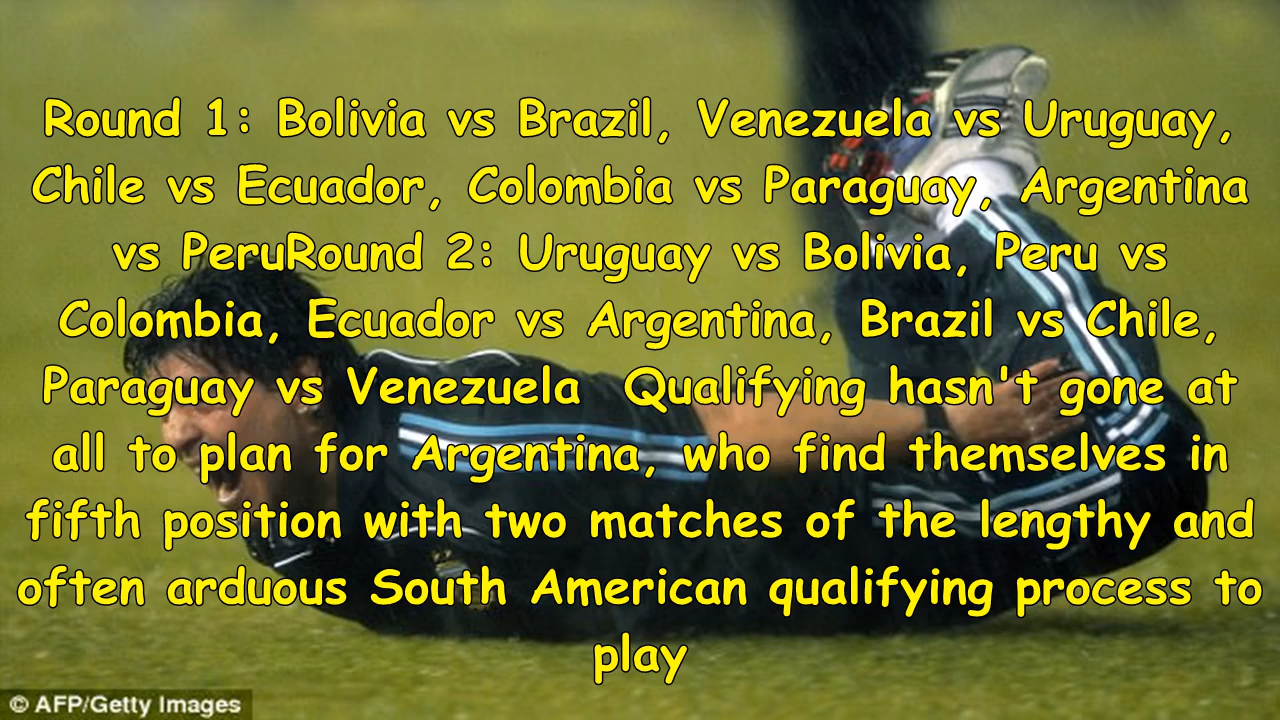 Round 1: Bolivia vs Brazil, Venezuela vs Uruguay,
Chile vs Ecuador, Colombia vs Paraguay, Argentina
vs PeruRound 2: Uruguay vs Bolivia, Peru vs
Colombia, Ecuador vs Argentina, Brazil vs Chile,
Paraguay vs Venezuela Qualifying hasn't gone at
all to plan for Argentina, who find themselves in
fifth position with two matches of the lengthy and
often arduous South American qualifying process to
play
© AFP/Getty Images